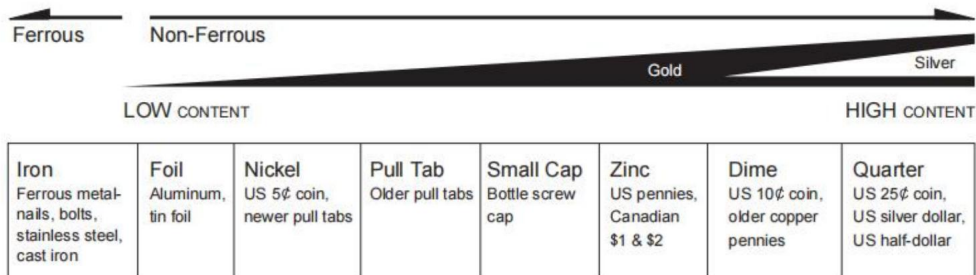 Ferrous Non-Ferrous
Gold
Silver
LOW CONTENT
HIGH CONTENT
Iron
Ferrous metal-
nails, bolts,
stainless steel,
cast iron
Foil
Aluminum,
tin foil
Nickel
US 5¢ coin,
newer pull tabs
Pull Tab
Older pull tabs
Small Cap
Bottle screw
cap
Zinc
US pennies,
Canadian
$1 & $2
Dime
US 10¢ coin,
older copper
pennies
Quarter
US 25¢ coin,
US silver dollar,
US half-dollar